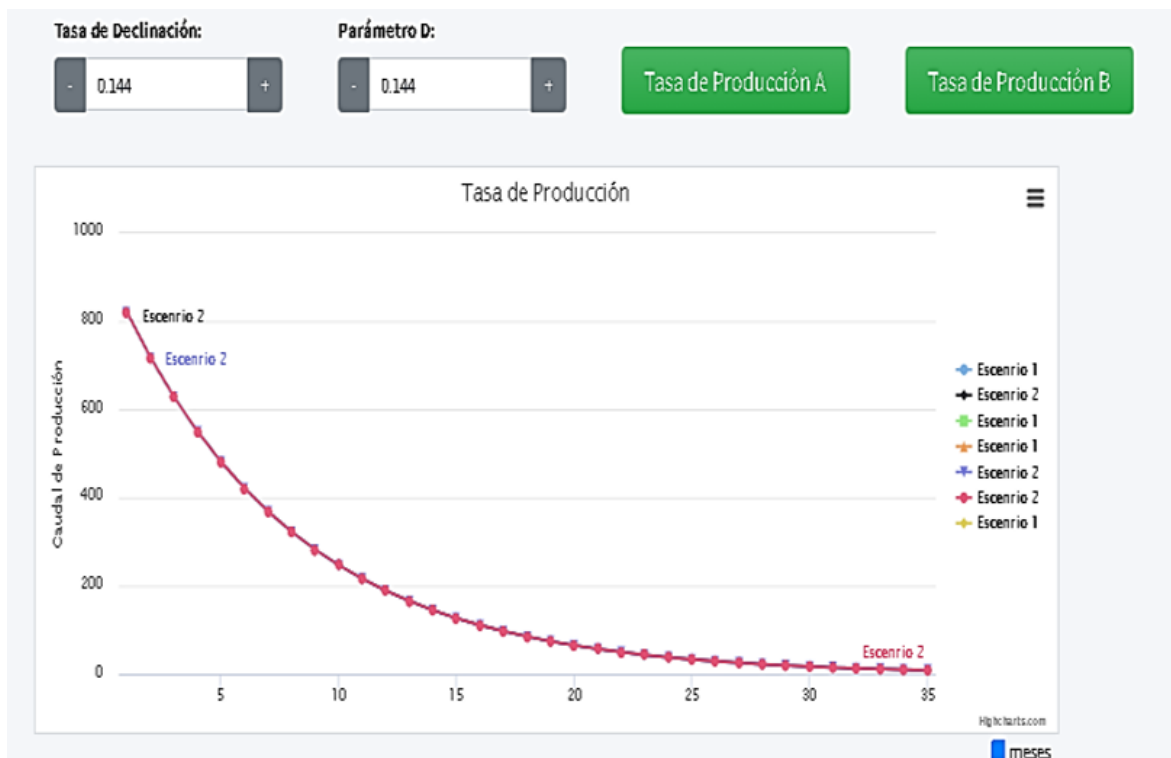 Tasa de Declinación: Parámetro D:
- 0.144 + - 0.144 + Tasa de Producción A Tasa de Producción B
Tasa de Producción
1000
800
600
400
200
0
Caudal de Producción
Escenrio 2
Escenrio 2
Escenrio 2
5 10 15 20 25 30 35
Escenrio 1
Escenrio 2
Escenrio 1
Escenrio 1
Escenrio 2
Escenrio 2
Escenrio 1
Highcharts.com
meses